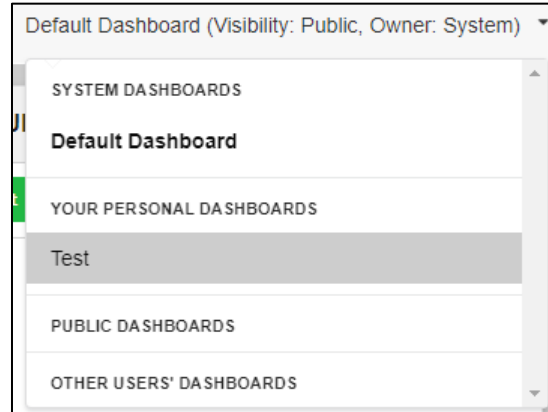 Default Dashboard (Visibility: Public, Owner: System)
SYSTEM DASHBOARDS
Default Dashboard
YOUR PERSONAL DASHBOARDS
Test
PUBLIC DASHBOARDS
OTHER USERS' DASHBOARDS